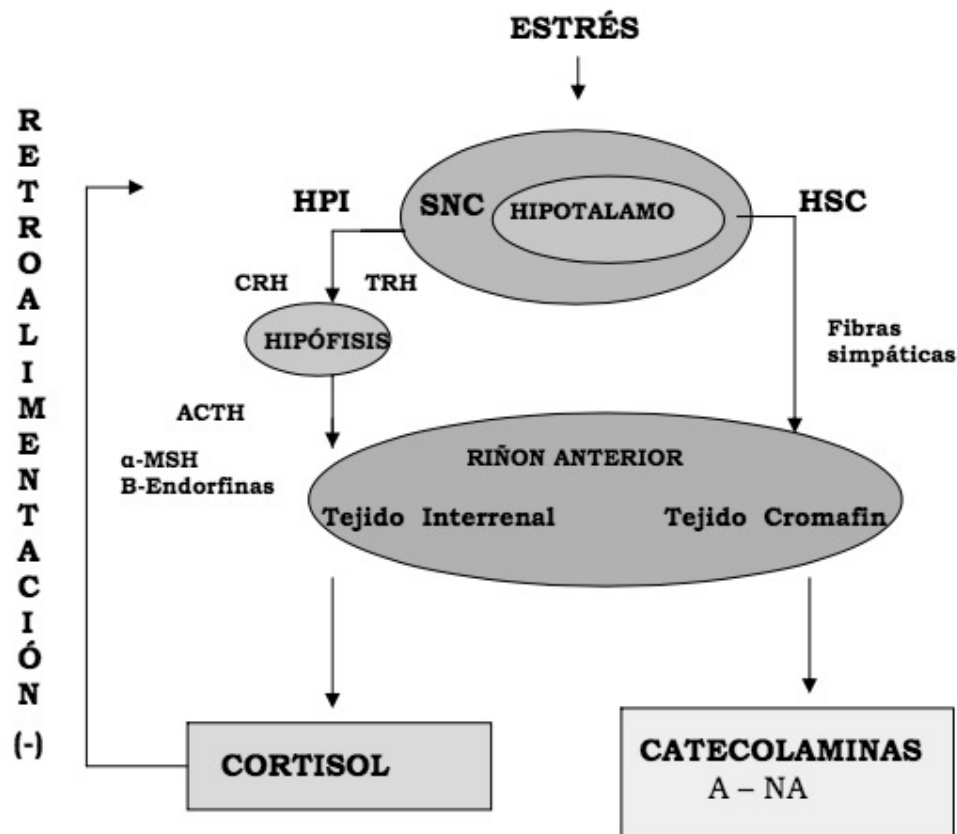 ESTRÉS
RETROALIMENTACIÓN
(-)
HPI
SNC
HIPOTALAMO
HSC
CRH
TRH
HIPÓFISIS
Fibras
simpáticas
ACTH
α-MSH
B-Endorfinas
RIÑON ANTERIOR
Tejido Interrenal
Tejido Cromafin
CORTISOL
CATECOLAMINAS
A – NA